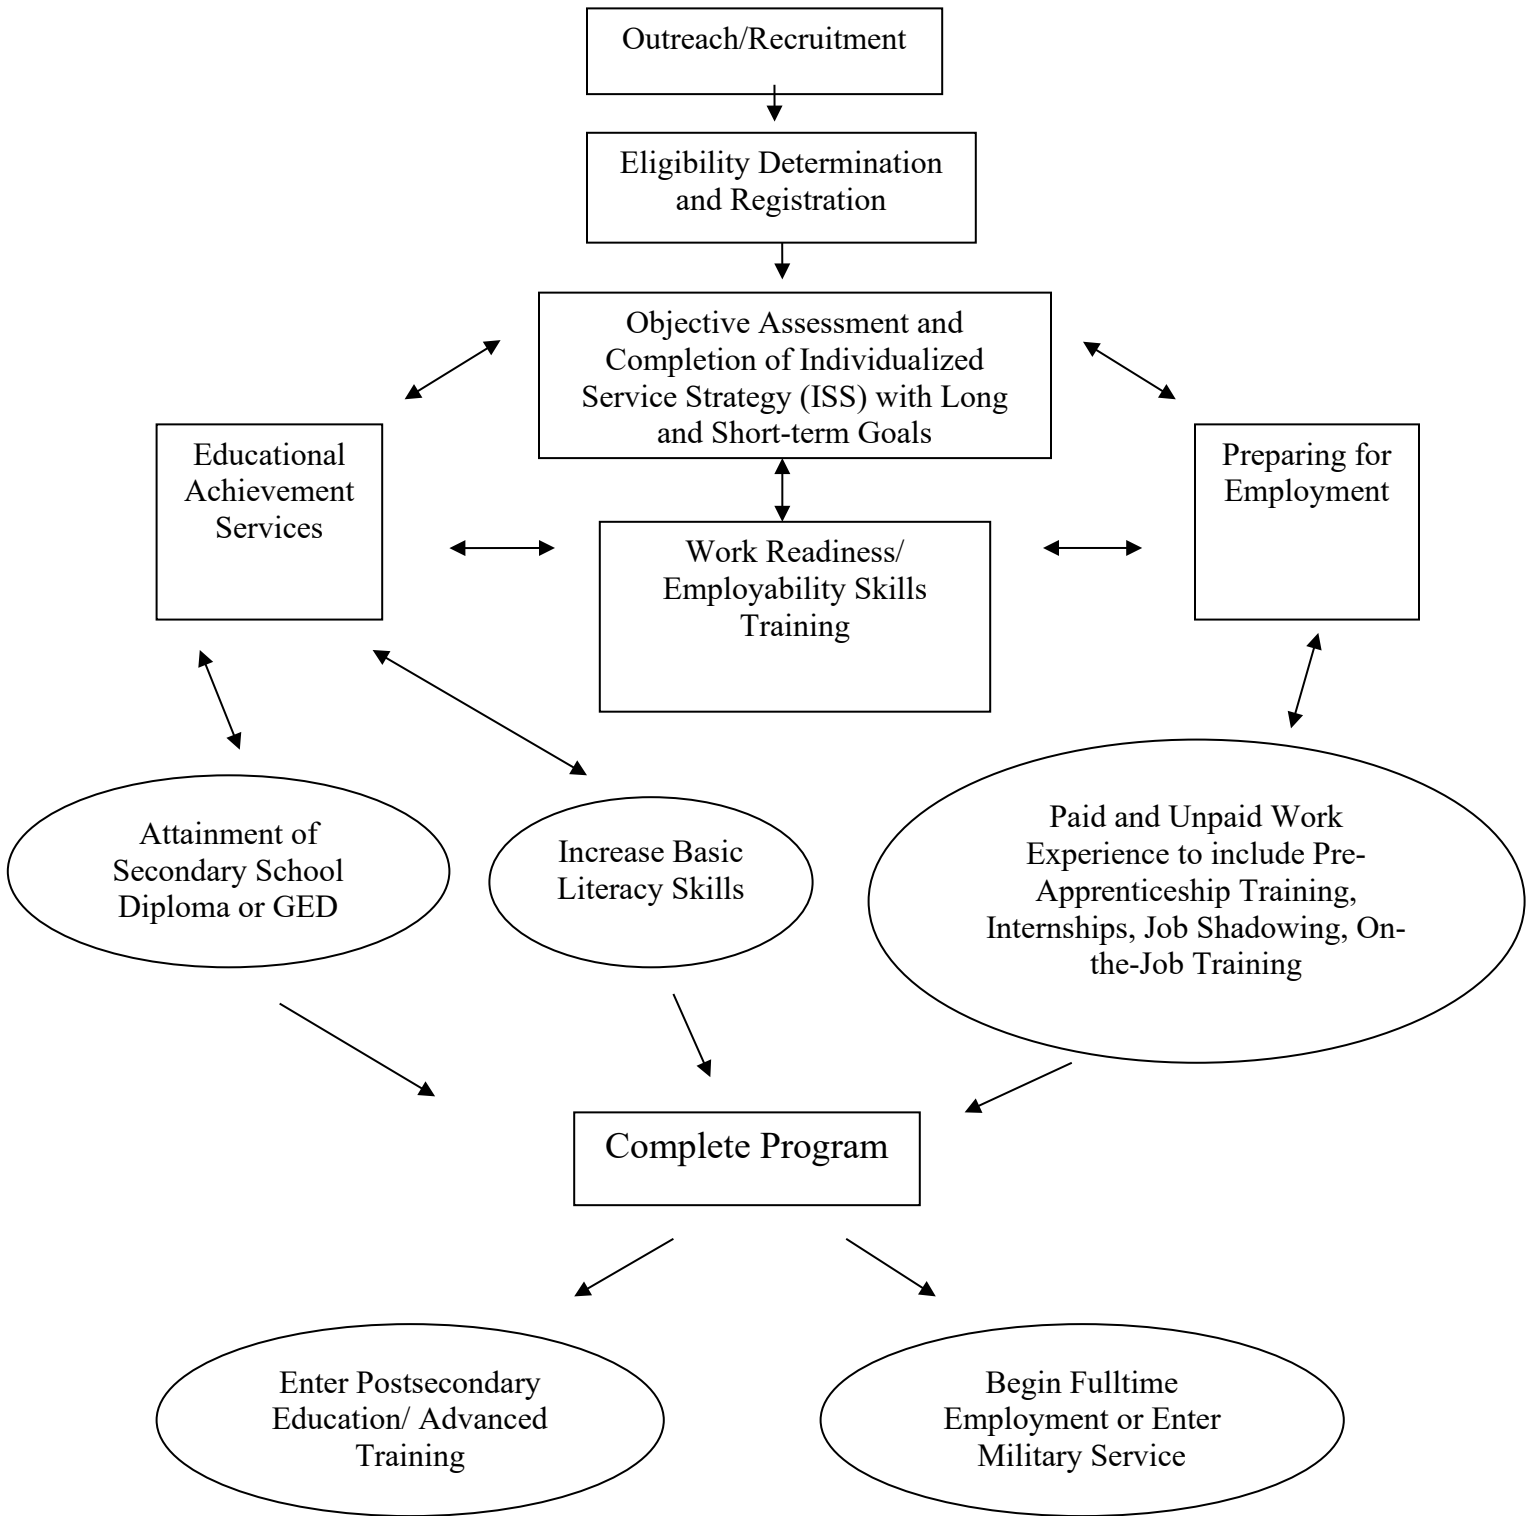 Outreach/Recruitment
Eligibility Determination
and Registration
Objective Assessment and
Completion of Individualized
Service Strategy (ISS) with Long
and Short-term Goals
Educational
Achievement
Services
Preparing for
Employment
Work Readiness/
Employability Skills
Training
Attainment of
Secondary School
Diploma or GED
Increase Basic
Literacy Skills
Paid and Unpaid Work
Experience to include Pre-
Apprenticeship Training,
Internships, Job Shadowing, On-
the-Job Training
Complete Program
Enter Postsecondary
Education/ Advanced
Training
Begin Fulltime
Employment or Enter
Military Service